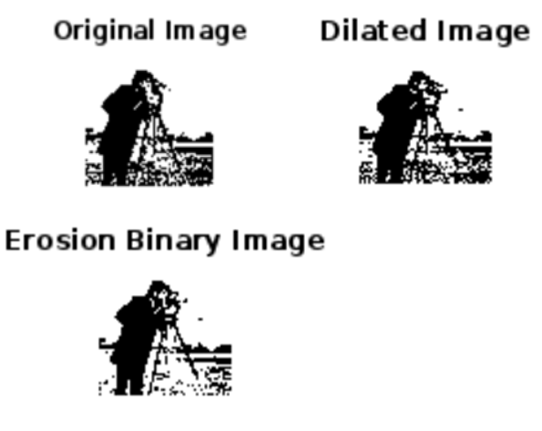 Original Image
Dilated Image
Erosion Binary Image